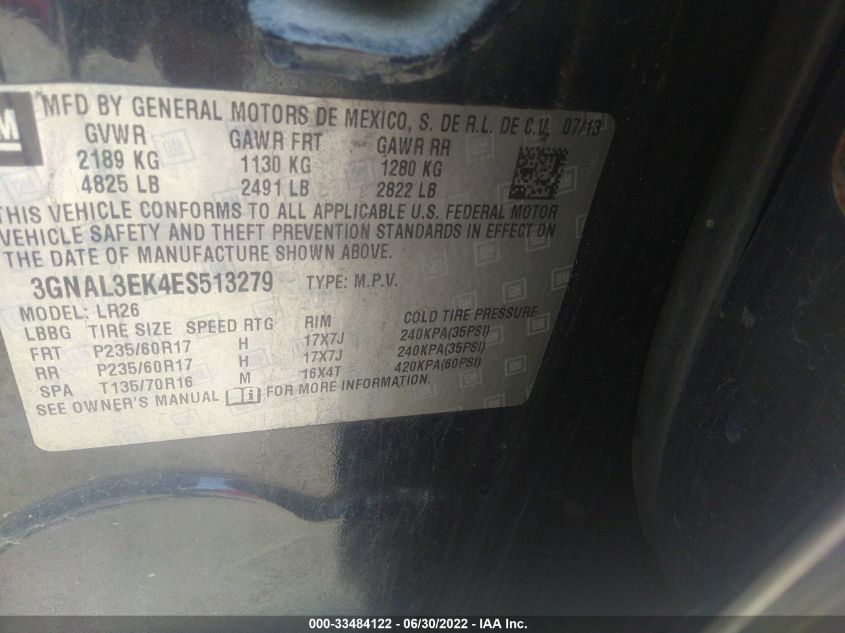 M
MFD BY GENERAL MOTORS DE MEXICO, S. DE R.L. DE C.V. 07/13
GVWR GAWR FRT GAWR RR
2189 KG 1130 KG 1280 KG
4825 LB 2491 LB 2822 LB
THIS VEHICLE CONFORMS TO ALL APPLICABLE U.S. FEDERAL MOTOR
VEHICLE SAFETY AND THEFT PREVENTION STANDARDS IN EFFECT ON
THE DATE OF MANUFACTURE SHOWN ABOVE.
3GNAL3EK4ES513279 TYPE: M.P.V.
MODEL: LR26
LBBG TIRE SIZE SPEED RTG RIM COLD TIRE PRESSURE
FRT P235/60R17 H 17X7J 240KPA(35PSI)
RR P235/60R17 H 17X7J 240KPA(35PSI)
SPA T135/70R16 M 16X4T 420KPA(60PSI)
SEE OWNER'S MANUAL FOR MORE INFORMATION.
000-33484122 - 06/30/2022 - IAA Inc.